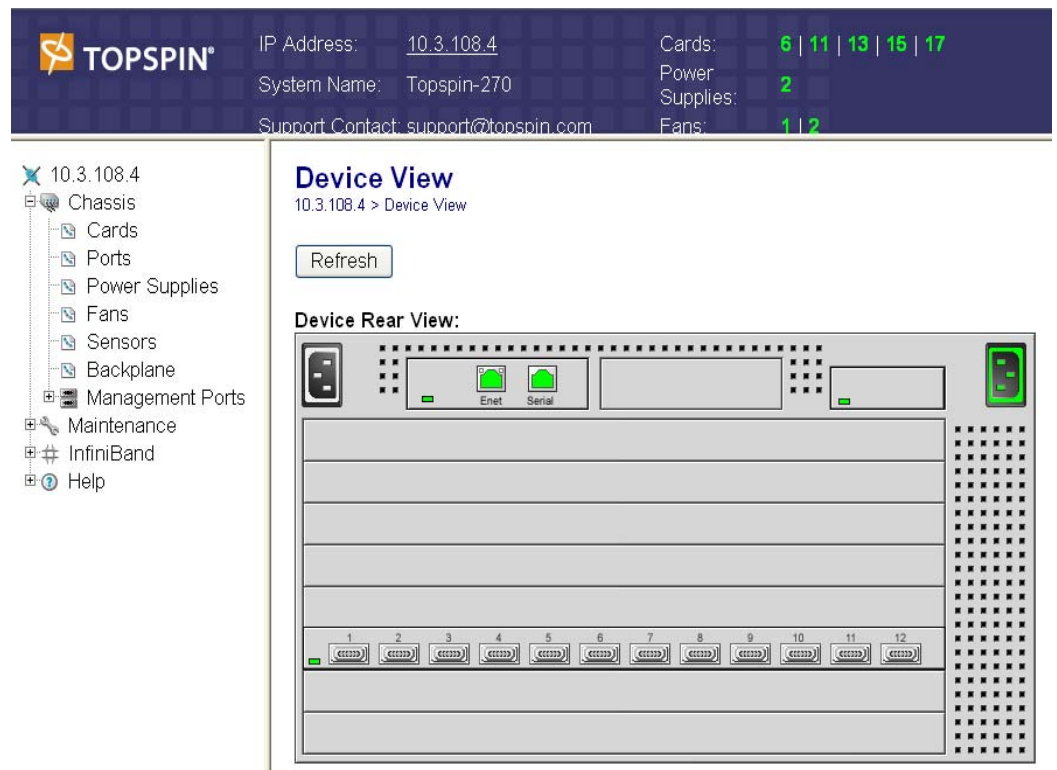 TOPSPIN®
IP Address: 10.3.108.4
System Name: Topspin-270
Support Contact: support@topspin.com
Cards: 6 | 11 | 13 | 15 | 17
Power Supplies: 2
Fans: 1 | 2
10.3.108.4
Chassis
Cards
Ports
Power Supplies
Fans
Sensors
Backplane
Management Ports
Maintenance
InfiniBand
Help
Device View
10.3.108.4 > Device View
Refresh
Device Rear View:
Enet Serial
1 2 3 4 5 6 7 8 9 10 11 12